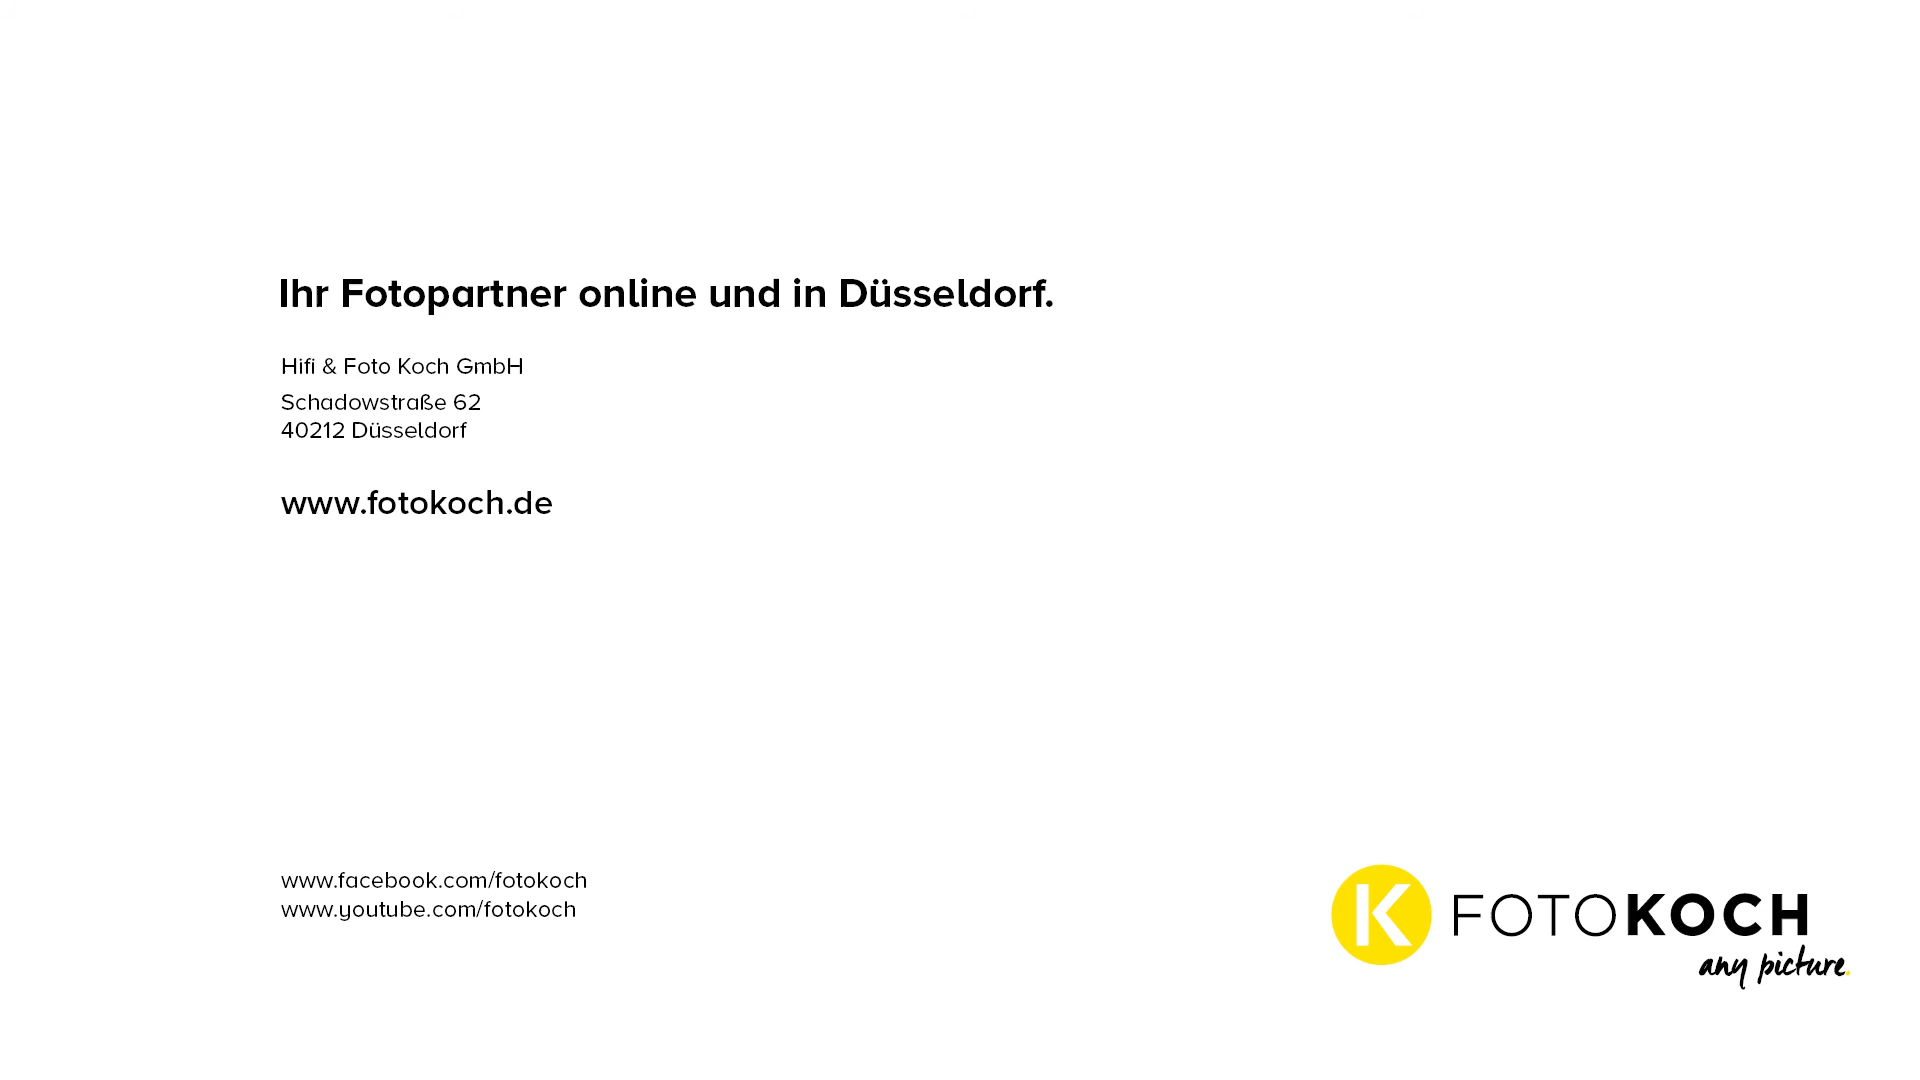 Ihr Fotopartner online und in Düsseldorf.
Hifi & Foto Koch GmbH
Schadowstraße 62
40212 Düsseldorf
www.fotokoch.de
www.facebook.com/fotokoch
www.youtube.com/fotokoch
K FOTOKOCH
any picture.